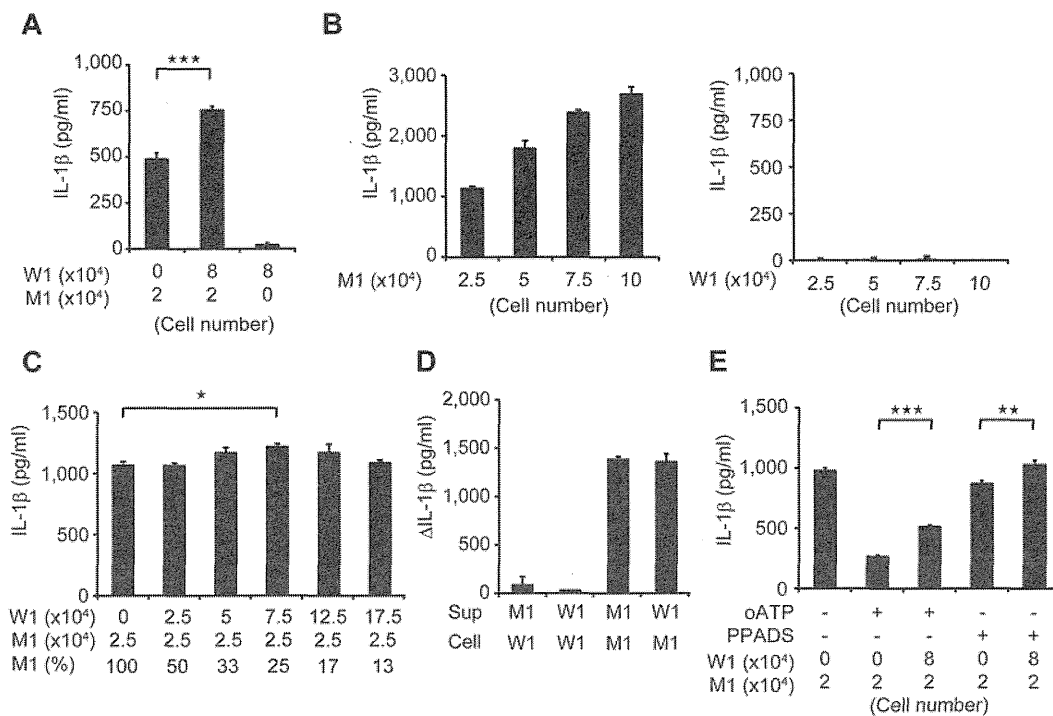 A
IL-1β (pg/ml)
1,000
750
500
250
0
***
W1 (x10⁴) 0 8 8
M1 (x10⁴) 2 2 0
(Cell number)
B
IL-1β (pg/ml)
3,000
2,000
1,000
0
M1 (x10⁴) 2.5 5 7.5 10
(Cell number)
IL-1β (pg/ml)
1,000
750
500
250
0
W1 (x10⁴) 2.5 5 7.5 10
(Cell number)
C
IL-1β (pg/ml)
1,500
1,000
500
0
*
W1 (x10⁴) 0 2.5 5 7.5 12.5 17.5
M1 (x10⁴) 2.5 2.5 2.5 2.5 2.5 2.5
M1 (%) 100 50 33 25 17 13
D
ΔIL-1β (pg/ml)
2,000
1,500
1,000
500
0
Sup M1 W1 M1 W1
Cell W1 W1 M1 M1
E
IL-1β (pg/ml)
1,500
1,000
500
0
*** **
oATP - + + - -
PPADS - - - + +
W1 (x10⁴) 0 0 8 0 8
M1 (x10⁴) 2 2 2 2 2
(Cell number)